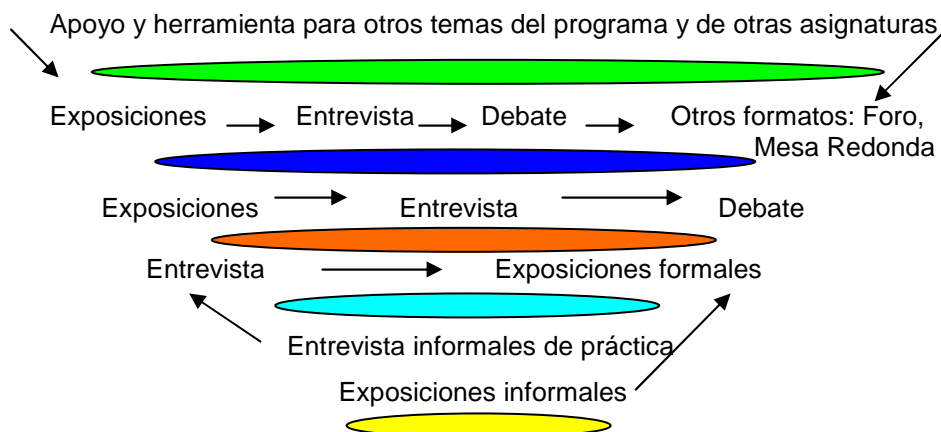 Apoyo y herramienta para otros temas del programa y de otras asignaturas
Exposiciones Entrevista Debate Otros formatos: Foro,
Mesa Redonda
Exposiciones Entrevista Debate
Entrevista Exposiciones formales
Entrevista informales de práctica
Exposiciones informales